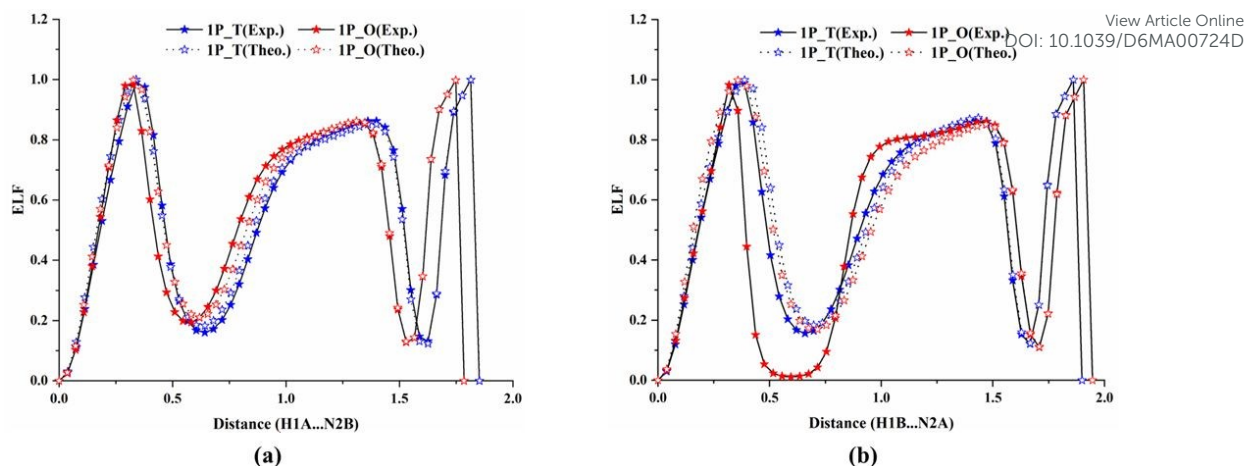 View Article Online
DOI: 10.1039/D6MA00724D
1P_T(Exp.) 1P_O(Exp.)
1P_T(Theo.) 1P_O(Theo.)
ELF
1.2
1.0
0.8
0.6
0.4
0.2
0.0
0.0 0.5 1.0 1.5 2.0
Distance (H1A...N2B)
(a)
1P_T(Exp.) 1P_O(Exp.)
1P_T(Theo.) 1P_O(Theo.)
ELF
1.2
1.0
0.8
0.6
0.4
0.2
0.0
0.0 0.5 1.0 1.5 2.0
Distance (H1B...N2A)
(b)